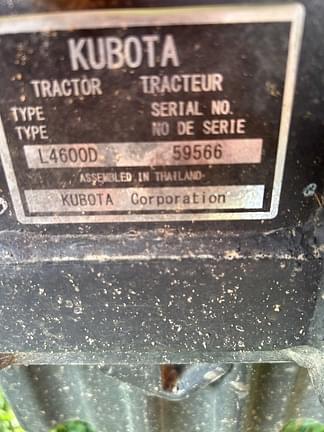 KUBOTA
TRACTOR TRACTEUR
TYPE SERIAL NO.
TYPE NO DE SERIE
L4600D 59566
ASSEMBLED IN THAILAND
KUBOTA Corporation